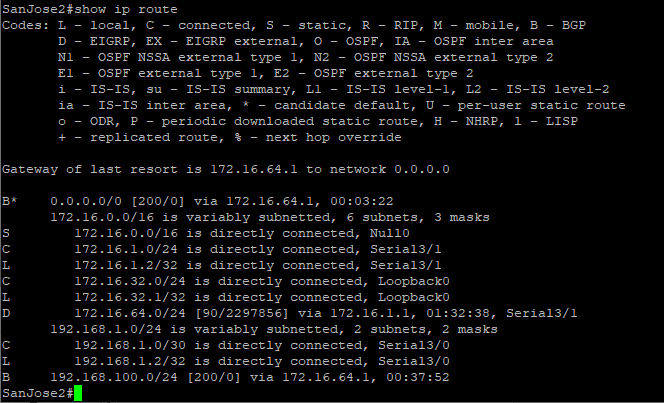 SanJose2#show ip route
Codes: L - local, C - connected, S - static, R - RIP, M - mobile, B - BGP
       D - EIGRP, EX - EIGRP external, O - OSPF, IA - OSPF inter area
       N1 - OSPF NSSA external type 1, N2 - OSPF NSSA external type 2
       E1 - OSPF external type 1, E2 - OSPF external type 2
       i - IS-IS, su - IS-IS summary, L1 - IS-IS level-1, L2 - IS-IS level-2
       ia - IS-IS inter area, * - candidate default, U - per-user static route
       o - ODR, P - periodic downloaded static route, H - NHRP, l - LISP
       + - replicated route, % - next hop override

Gateway of last resort is 172.16.64.1 to network 0.0.0.0

B*    0.0.0.0/0 [200/0] via 172.16.64.1, 00:03:22
      172.16.0.0/16 is variably subnetted, 6 subnets, 3 masks
S        172.16.0.0/16 is directly connected, Null0
C        172.16.1.0/24 is directly connected, Serial3/1
L        172.16.1.2/32 is directly connected, Serial3/1
C        172.16.32.0/24 is directly connected, Loopback0
L        172.16.32.1/32 is directly connected, Loopback0
D        172.16.64.0/24 [90/2297856] via 172.16.1.1, 01:32:38, Serial3/1
      192.168.1.0/24 is variably subnetted, 2 subnets, 2 masks
C        192.168.1.0/30 is directly connected, Serial3/0
L        192.168.1.2/32 is directly connected, Serial3/0
B     192.168.100.0/24 [200/0] via 172.16.64.1, 00:37:52
SanJose2#